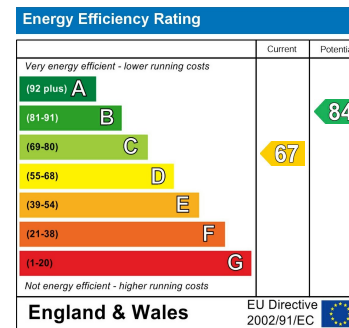 Energy Efficiency Rating
Current Potenti
Very energy efficient - lower running costs
(92 plus) A
(81-91) B
84
(69-80) C
67
(55-68) D
(39-54) E
(21-38) F
(1-20) G
Not energy efficient - higher running costs
England & Wales
EU Directive
2002/91/EC